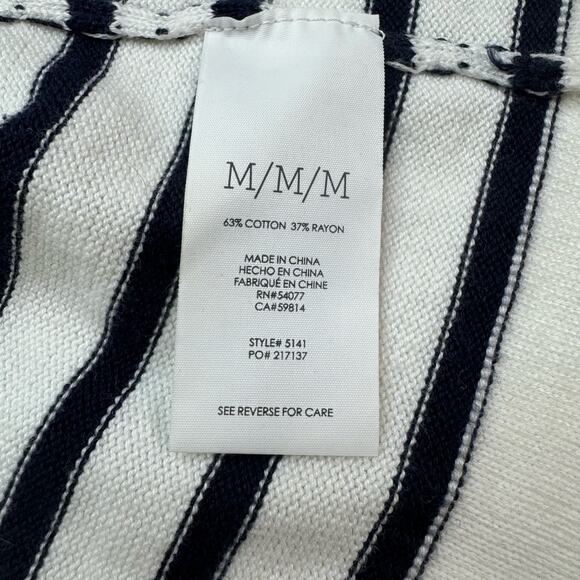 M/M/M
63% COTTON 37% RAYON
MADE IN CHINA
HECHO EN CHINA
FABRIQUÉ EN CHINE
RN#54077
CA#59814
STYLE# 5141
PO# 217137
SEE REVERSE FOR CARE